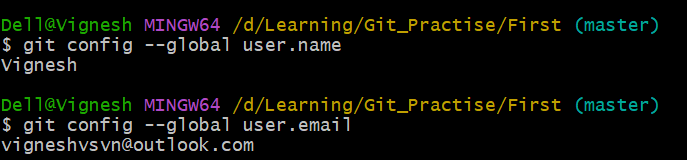 Dell@Vignesh MINGW64 /d/Learning/Git_Practise/First (master)
$ git config --global user.name
Vignesh
Dell@Vignesh MINGW64 /d/Learning/Git_Practise/First (master)
$ git config --global user.email
vigneshvsvn@outlook.com